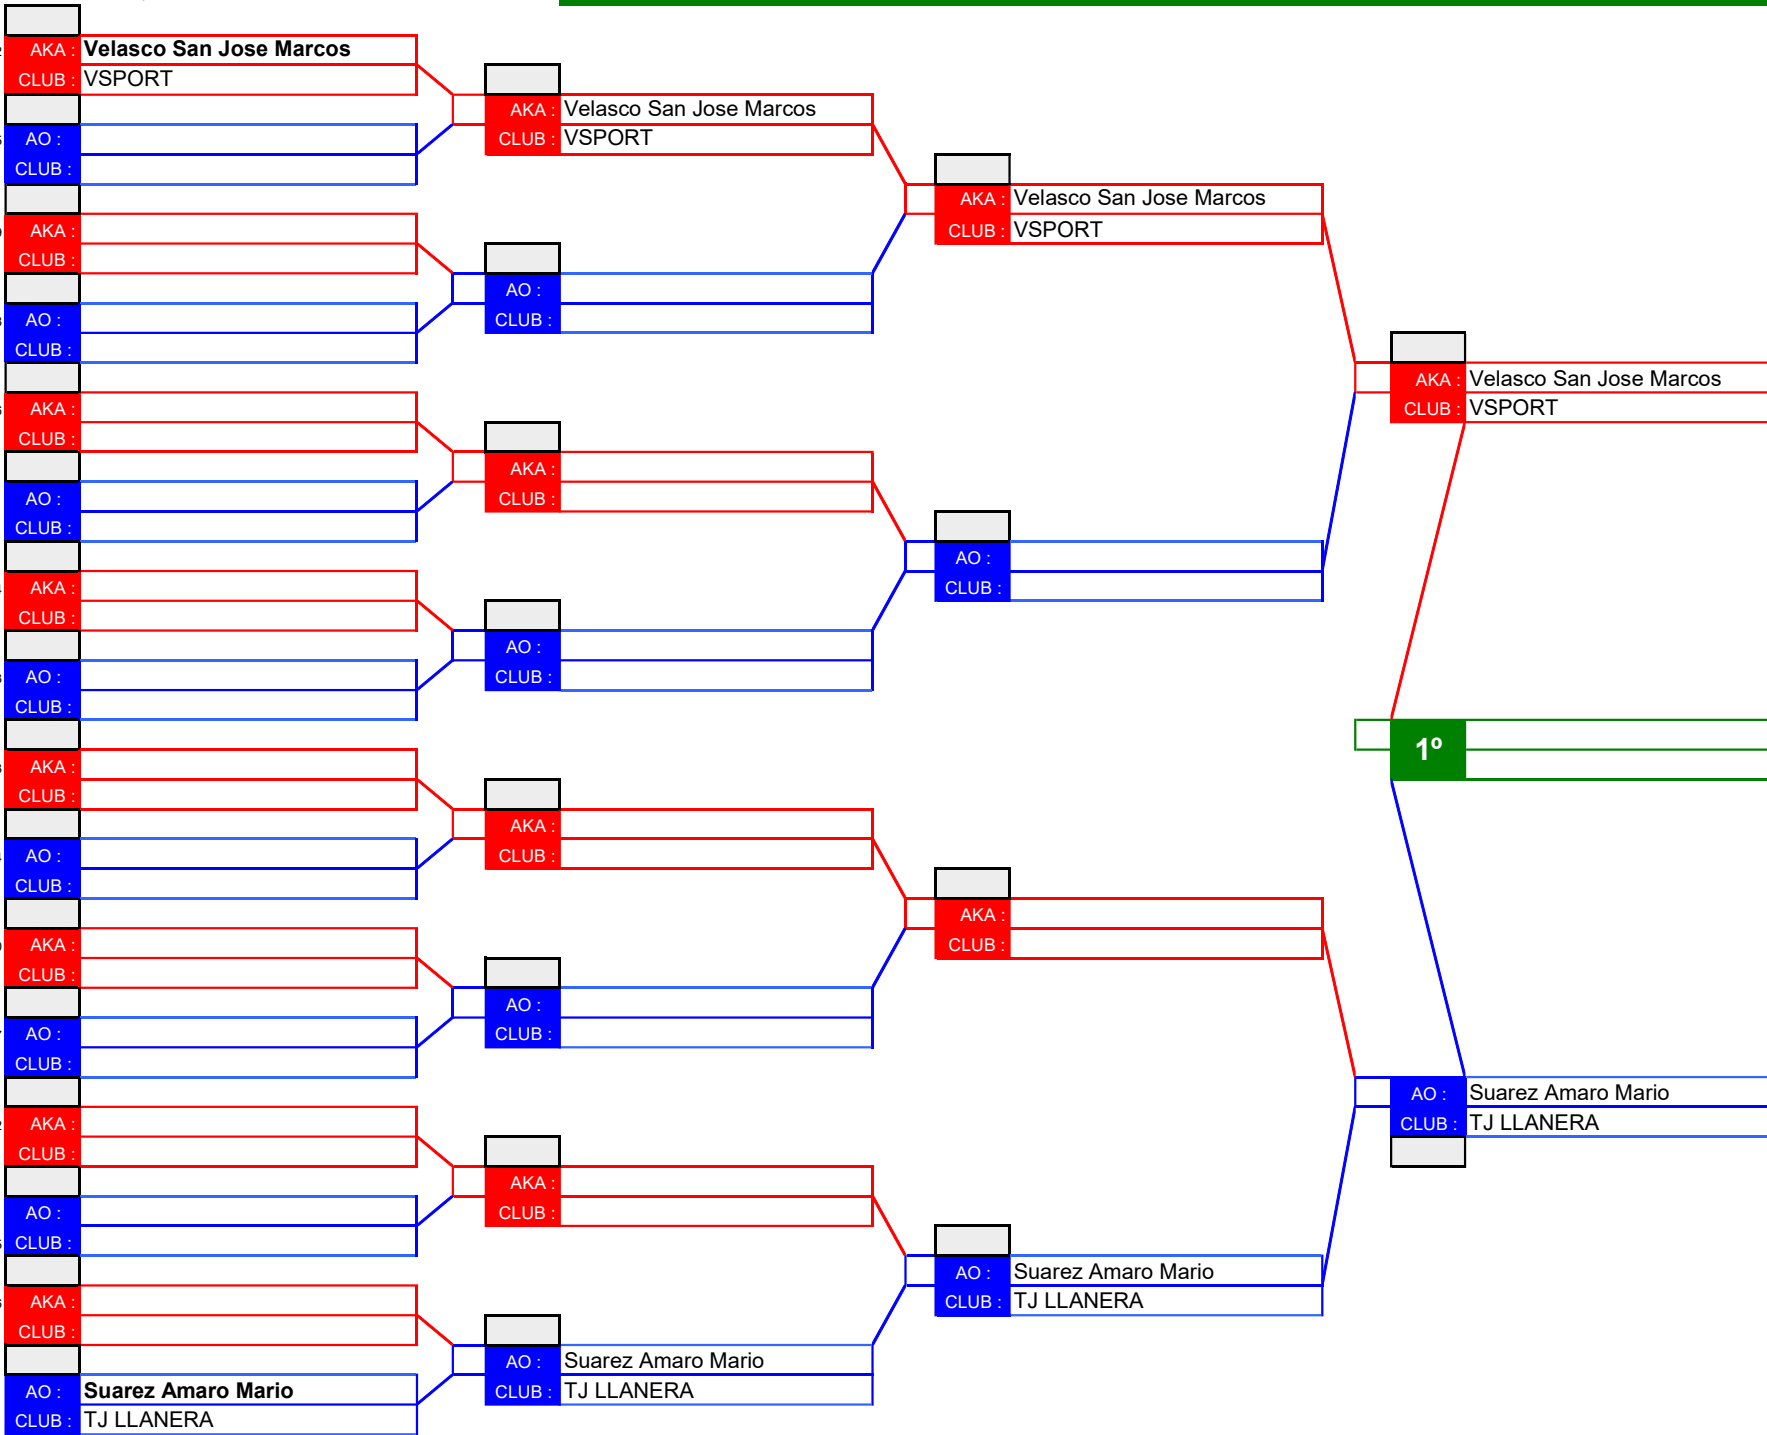 AKA : Velasco San Jose Marcos
CLUB : VSPORT
AO :
CLUB :
AKA :
CLUB :
AO :
CLUB :
AKA :
CLUB :
AO :
CLUB :
AKA :
CLUB :
AO :
CLUB :
AKA :
CLUB :
AO :
CLUB :
AKA :
CLUB :
AO :
CLUB :
AKA :
CLUB :
AO :
CLUB :
AKA :
CLUB :
AO : Suarez Amaro Mario
CLUB : TJ LLANERA
AKA : Velasco San Jose Marcos
CLUB : VSPORT
AO :
CLUB :
AKA :
CLUB :
AO :
CLUB :
AKA :
CLUB :
AO :
CLUB :
AKA :
CLUB :
AO : Suarez Amaro Mario
CLUB : TJ LLANERA
AKA : Velasco San Jose Marcos
CLUB : VSPORT
AO :
CLUB :
AKA :
CLUB :
AO : Suarez Amaro Mario
CLUB : TJ LLANERA
AKA : Velasco San Jose Marcos
CLUB : VSPORT
1º
AO : Suarez Amaro Mario
CLUB : TJ LLANERA